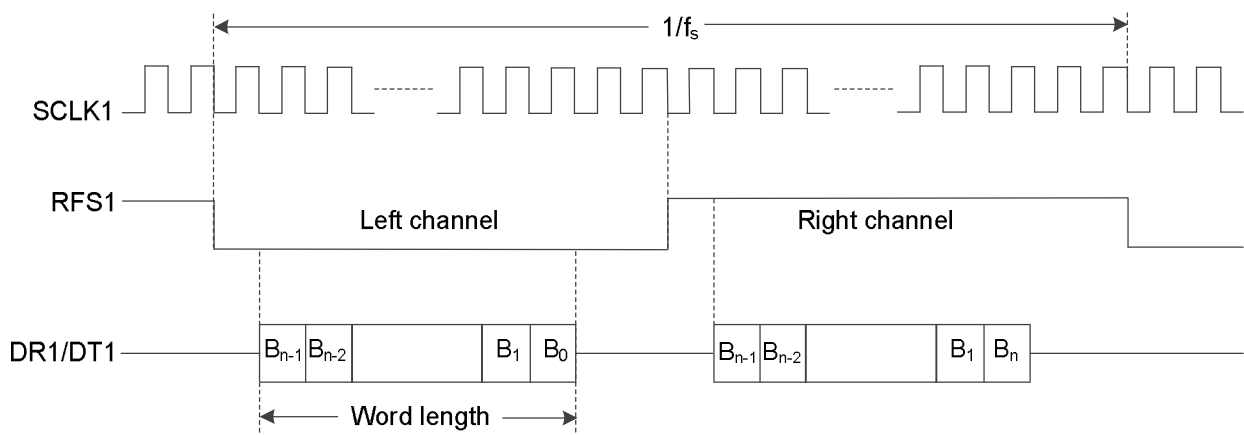 1/fs
SCLK1
RFS1
Left channel
Right channel
DR1/DT1
Bn-1 Bn-2 B1 B0 Bn-1 Bn-2 B1 Bn
Word length